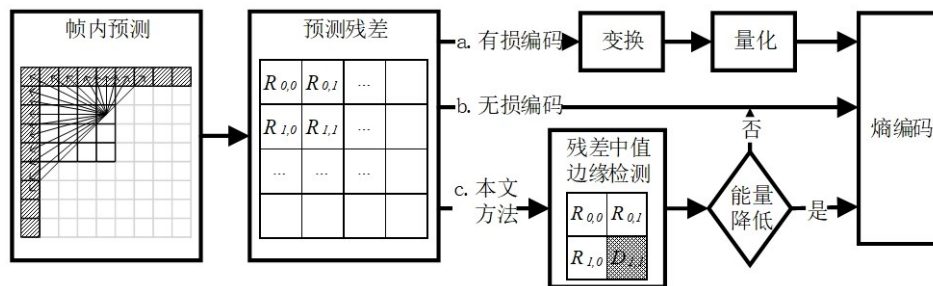 帧内预测
预测残差
R0,0 R0,1 ...
R1,0 R1,1 ...
... ... ...
a. 有损编码
变换
量化
b. 无损编码
c. 本文
方法
残差中值
边缘检测
R0,0 R0,1
R1,0 D1,1
否
能量
降低
是
熵编码